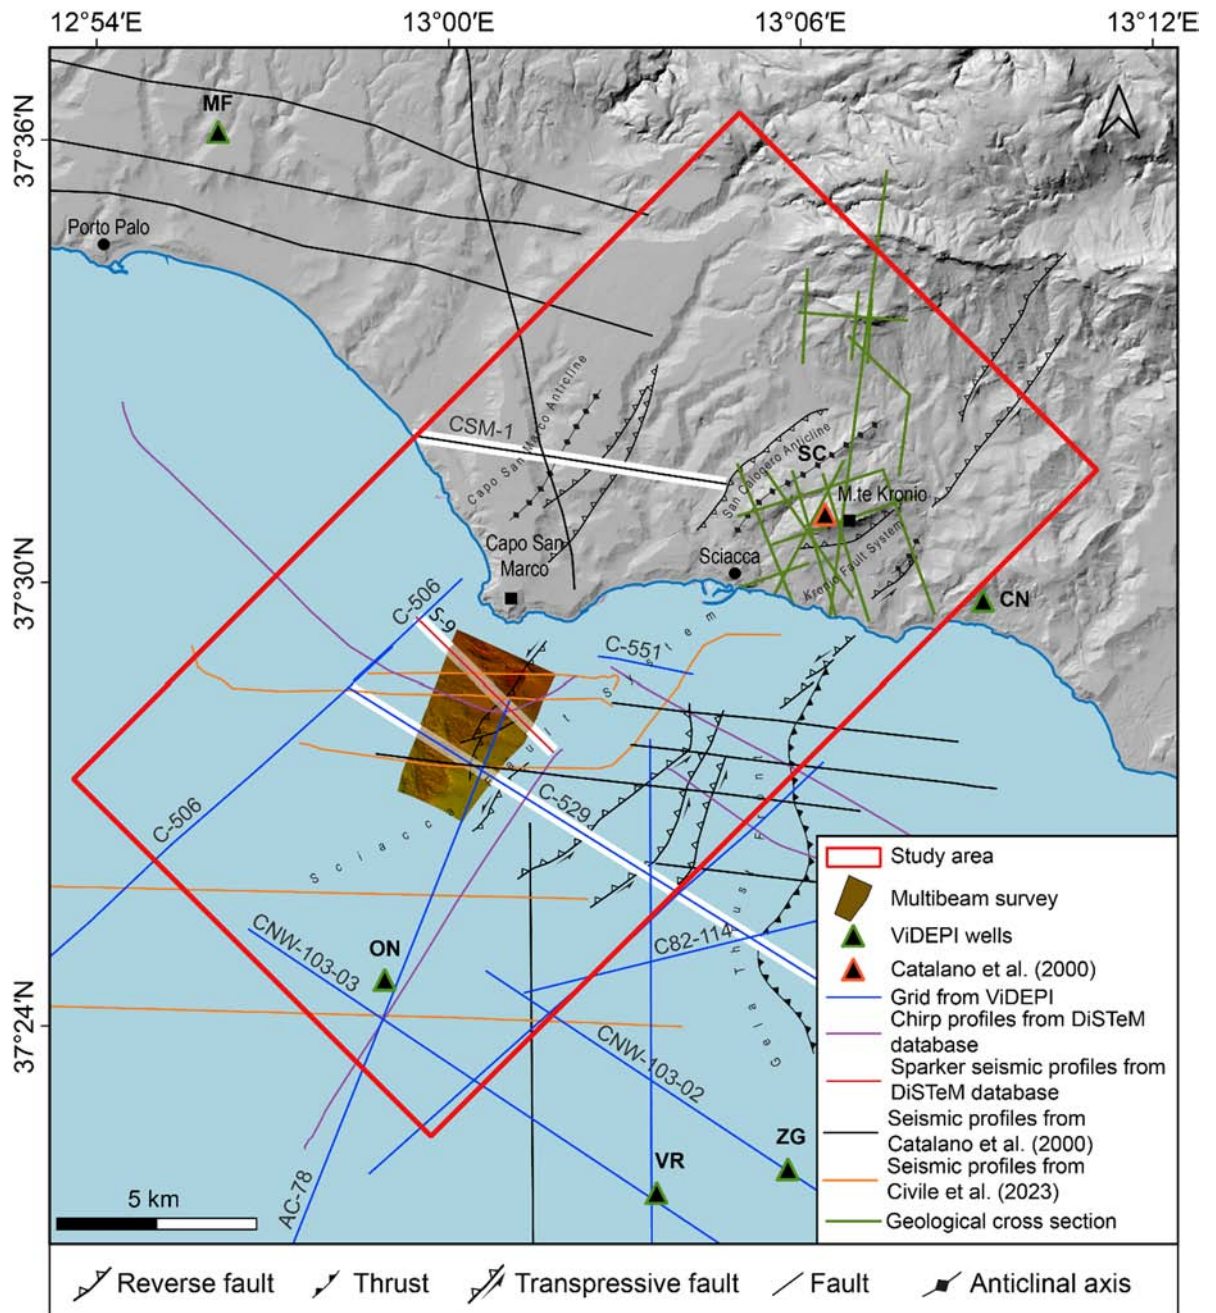 12°54′E 13°00′E 13°06′E 13°12′E
37°36′N
37°30′N
37°24′N
MF
Porto Palo
CSM-1
Capo San Marco Anticline
San Calogero Anticline
SC
M.te Kronio
Kronio Fault System
Sciacca
Capo San
Marco
CN
C-506
S-9
C-551
Sciacca Fault System
C-529
C-506
Gela Thrust Front
C82-114
CNW-103-03
ON
CNW-103-02
AC-78
VR
ZG
5 km
Study area
Multibeam survey
ViDEPI wells
Catalano et al. (2000)
Grid from ViDEPI
Chirp profiles from DiSTeM
database
Sparker seismic profiles from
DiSTeM database
Seismic profiles from
Catalano et al. (2000)
Seismic profiles from
Civile et al. (2023)
Geological cross section
Reverse fault Thrust Transpressive fault Fault Anticlinal axis